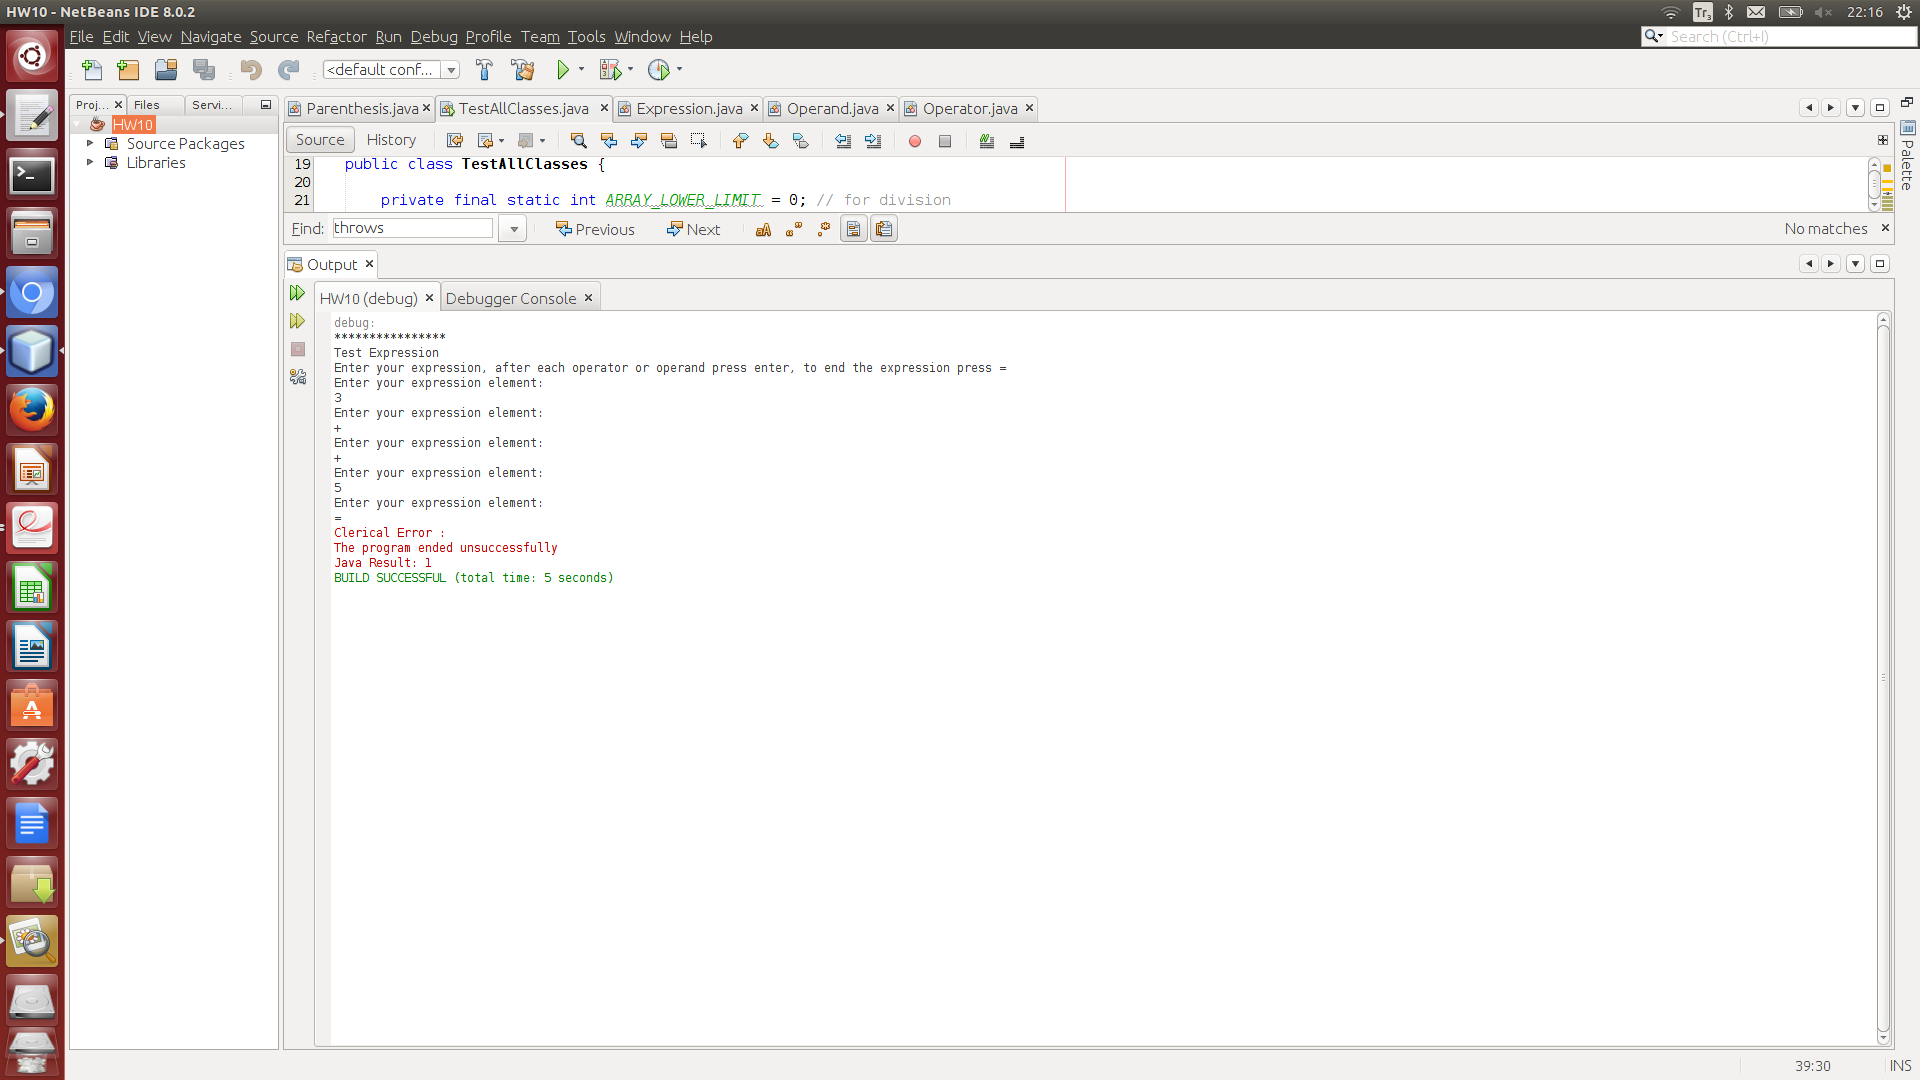 HW10 - NetBeans IDE 8.0.2
Tr3
22:16
File Edit View Navigate Source Refactor Run Debug Profile Team Tools Window Help
Search (Ctrl+I)
<default conf...
Proj... Files Servi...
Parenthesis.java TestAllClasses.java Expression.java Operand.java Operator.java
HW10
Source Packages
Libraries
Source History
19 public class TestAllClasses {
20
21 private final static int ARRAY_LOWER_LIMIT = 0; // for division
Palette
Find: throws Previous Next No matches
Output
HW10 (debug) Debugger Console
debug:
****************
Test Expression
Enter your expression, after each operator or operand press enter, to end the expression press =
Enter your expression element:
3
Enter your expression element:
+
Enter your expression element:
+
Enter your expression element:
5
Enter your expression element:
=
Clerical Error :
The program ended unsuccessfully
Java Result: 1
BUILD SUCCESSFUL (total time: 5 seconds)
39:30 INS